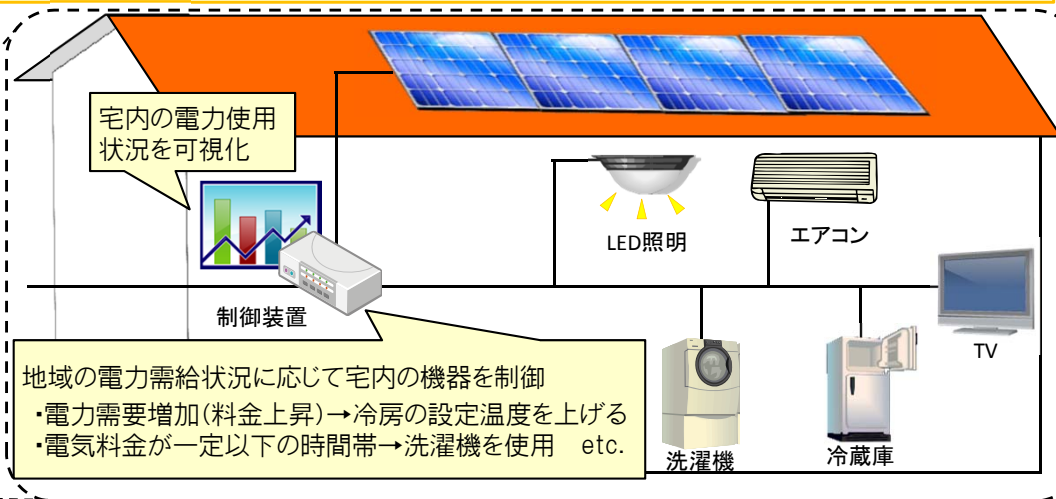 宅内の電力使用
状況を可視化
LED照明
エアコン
制御装置
TV
地域の電力需給状況に応じて宅内の機器を制御
・電力需要増加(料金上昇)→冷房の設定温度を上げる
・電気料金が一定以下の時間帯→洗濯機を使用　etc.
洗濯機
冷蔵庫